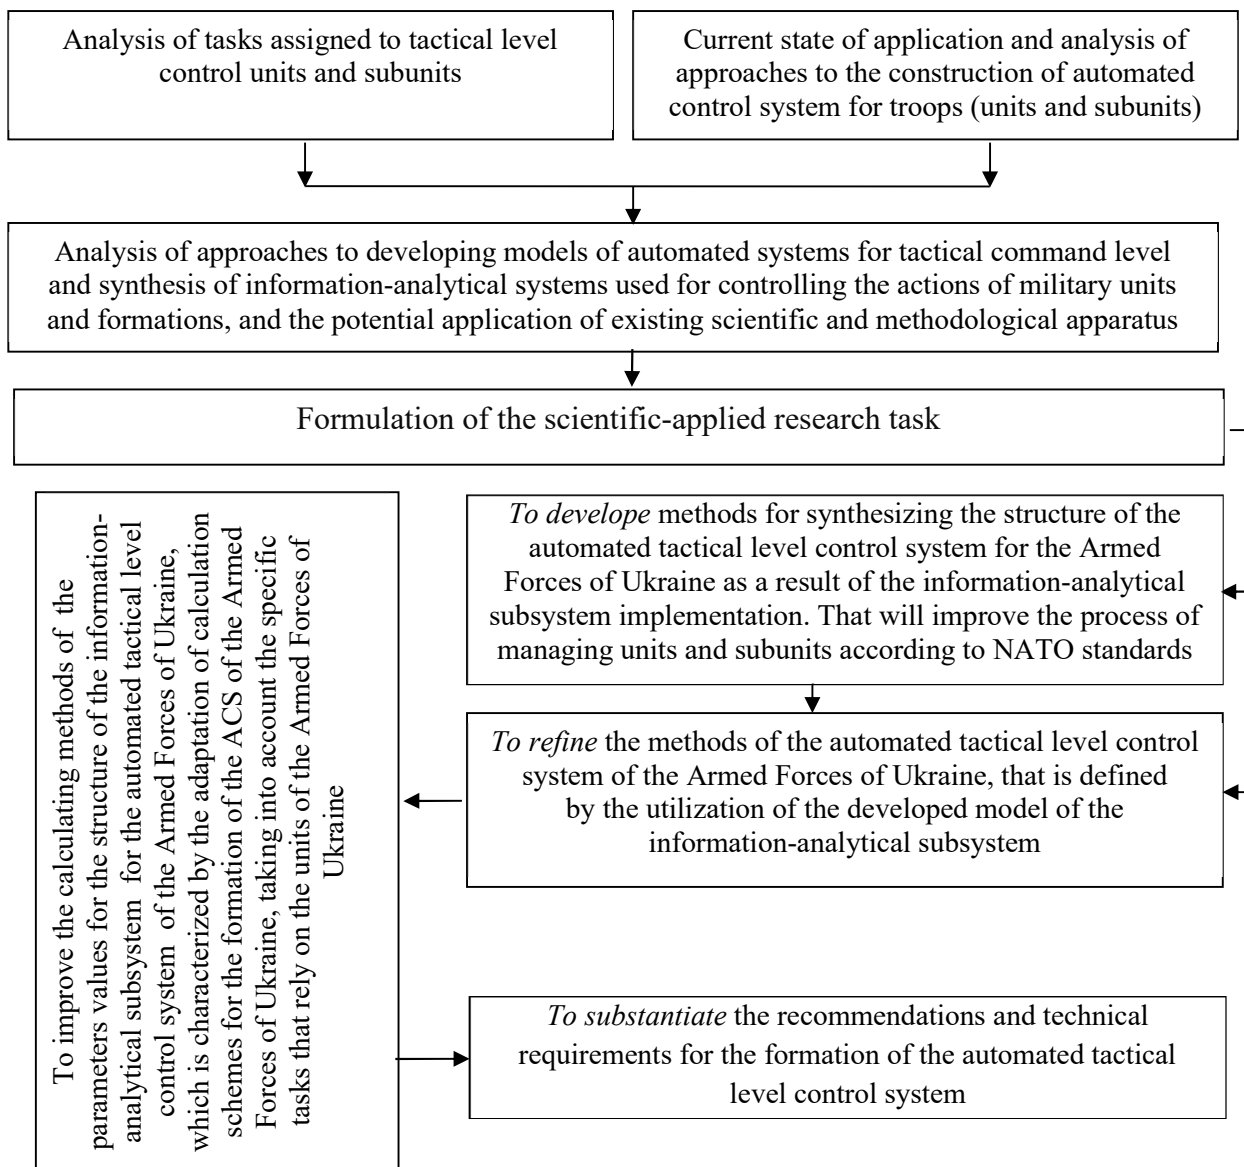 Analysis of tasks assigned to tactical level
control units and subunits
Current state of application and analysis of
approaches to the construction of automated
control system for troops (units and subunits)
Analysis of approaches to developing models of automated systems for tactical command level
and synthesis of information-analytical systems used for controlling the actions of military units
and formations, and the potential application of existing scientific and methodological apparatus
Formulation of the scientific-applied research task
To improve the calculating methods of the
parameters values for the structure of the information-
analytical subsystem for the automated tactical level
control system of the Armed Forces of Ukraine,
which is characterized by the adaptation of calculation
schemes for the formation of the ACS of the Armed
Forces of Ukraine, taking into account the specific
tasks that rely on the units of the Armed Forces of
Ukraine
To develope methods for synthesizing the structure of the
automated tactical level control system for the Armed
Forces of Ukraine as a result of the information-analytical
subsystem implementation. That will improve the process of
managing units and subunits according to NATO standards
To refine the methods of the automated tactical level control
system of the Armed Forces of Ukraine, that is defined
by the utilization of the developed model of the
information-analytical subsystem
To substantiate the recommendations and technical
requirements for the formation of the automated tactical
level control system